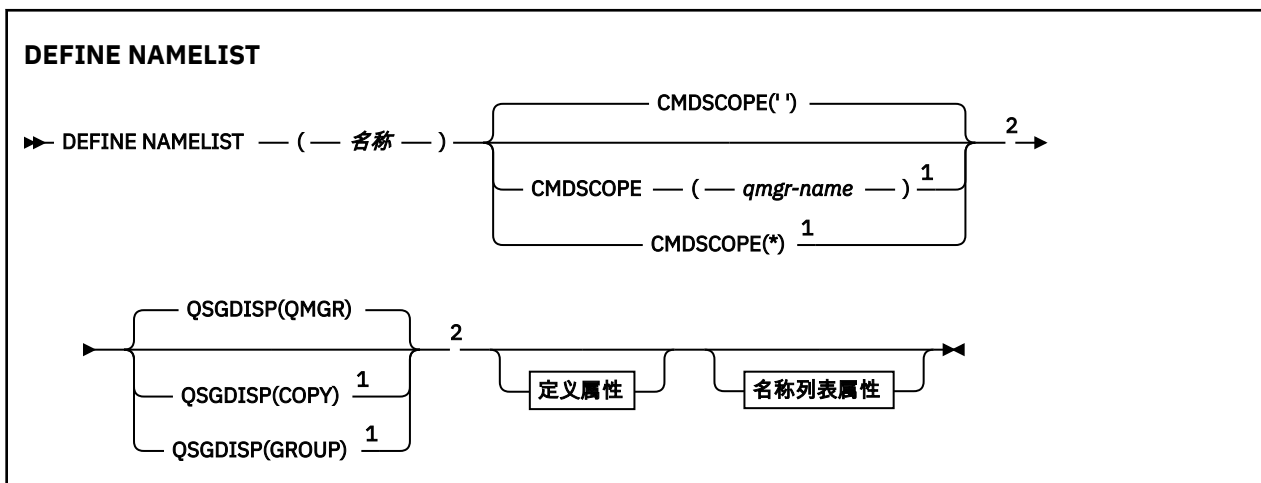 DEFINE NAMELIST
CMDSCOPE(' ')
DEFINE NAMELIST ( 名称 ) 2
CMDSCOPE ( qmgr-name ) 1
CMDSCOPE(*) 1
QSGDISP(QMGR)
2
QSGDISP(COPY) 1 定义属性 名称列表属性
QSGDISP(GROUP) 1